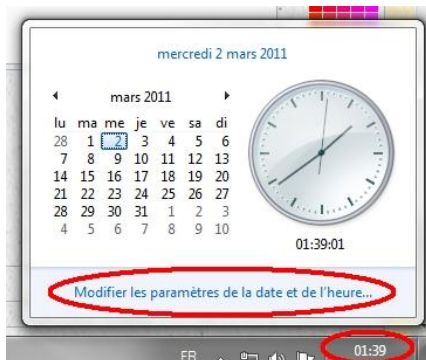 mercredi 2 mars 2011
mars 2011
lu ma me je ve sa di
28 1 2 3 4 5 6
7 8 9 10 11 12 13
14 15 16 17 18 19 20
21 22 23 24 25 26 27
28 29 30 31 1 2 3
4 5 6 7 8 9 10
01:39:01
Modifier les paramètres de la date et de l'heure...
FR 01:39